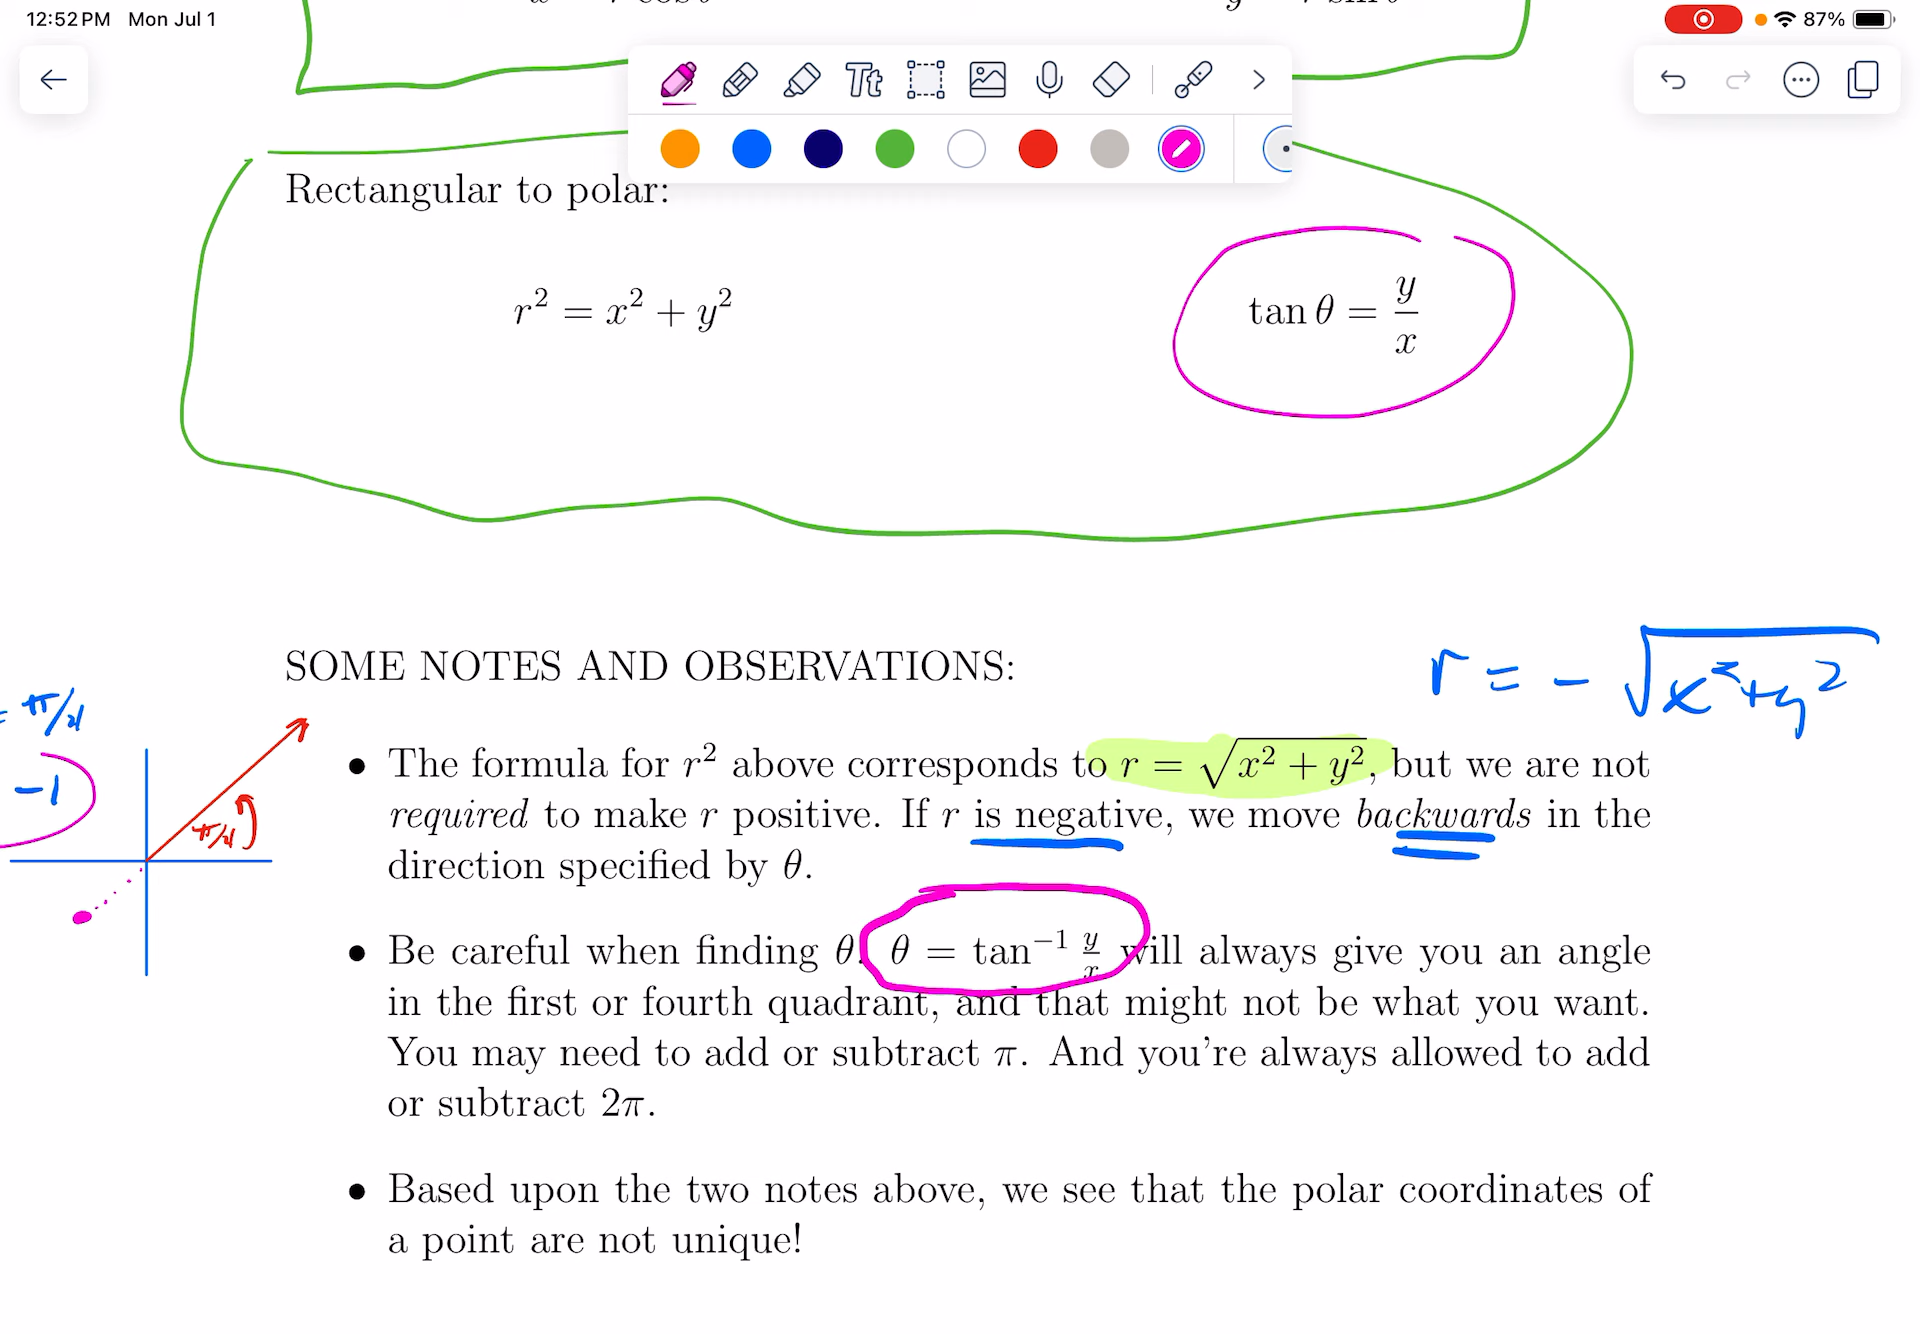 12:52 PM Mon Jul 1
87%
Tt
Rectangular to polar:
r² = x² + y²
tan θ = y/x
SOME NOTES AND OBSERVATIONS:
r = - √x²+y²
= π/4
-1
π/4
• The formula for r² above corresponds to r = √x² + y², but we are not
required to make r positive. If r is negative, we move backwards in the
direction specified by θ.
• Be careful when finding θ. θ = tan⁻¹ y/x will always give you an angle
in the first or fourth quadrant, and that might not be what you want.
You may need to add or subtract π. And you're always allowed to add
or subtract 2π.
• Based upon the two notes above, we see that the polar coordinates of
a point are not unique!